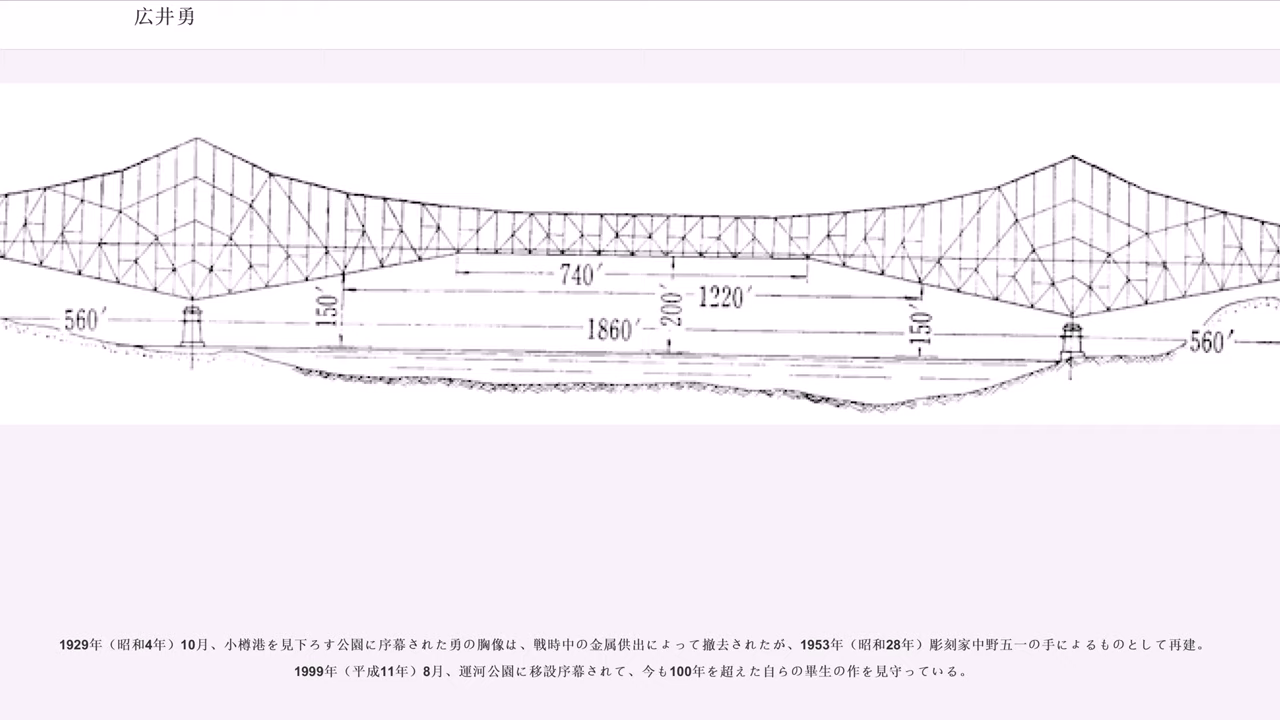 広井勇
740′
1220′
150′
200′
150′
560′
1860′
560′
1929年（昭和4年）10月、小樽港を見下ろす公園に序幕された勇の胸像は、戦時中の金属供出によって撤去されたが、1953年（昭和28年）彫刻家中野五一の手によるものとして再建。
1999年（平成11年）8月、運河公園に移設序幕されて、今も100年を超えた自らの畢生の作を見守っている。